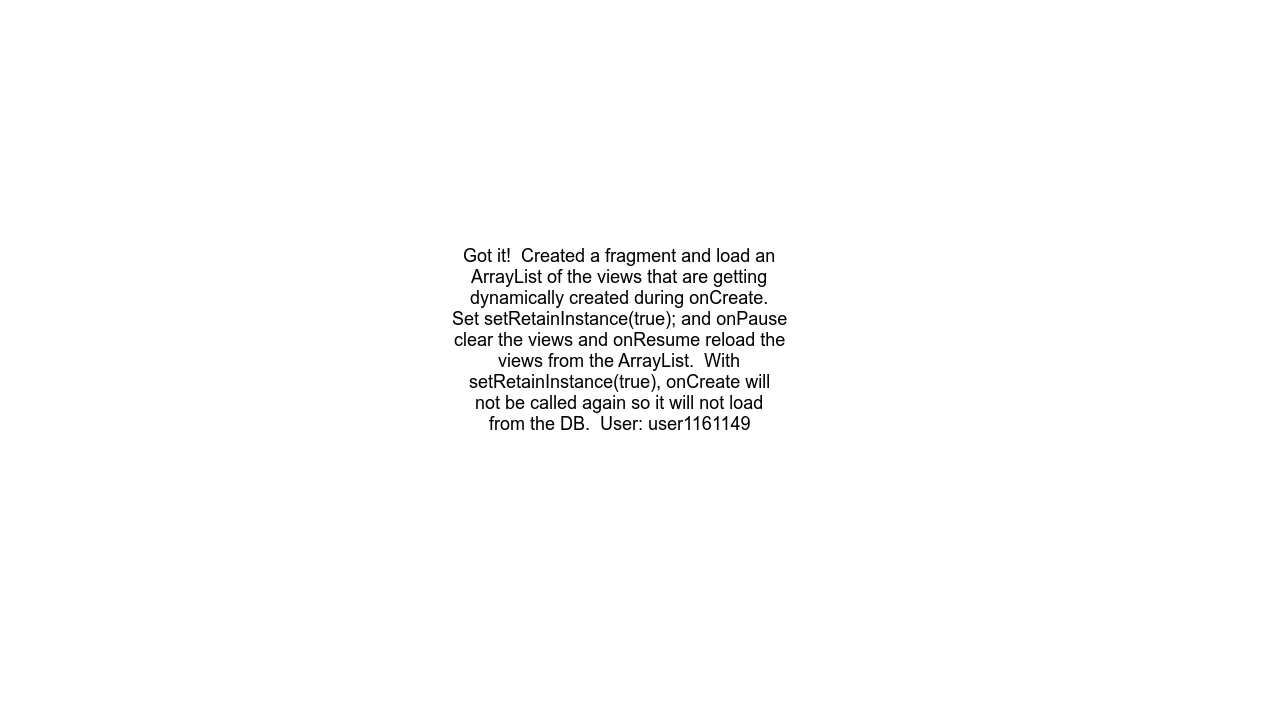 Got it!  Created a fragment and load an
ArrayList of the views that are getting
dynamically created during onCreate.
Set setRetainInstance(true); and onPause
clear the views and onResume reload the
views from the ArrayList.  With
setRetainInstance(true), onCreate will
not be called again so it will not load
from the DB.  User: user1161149